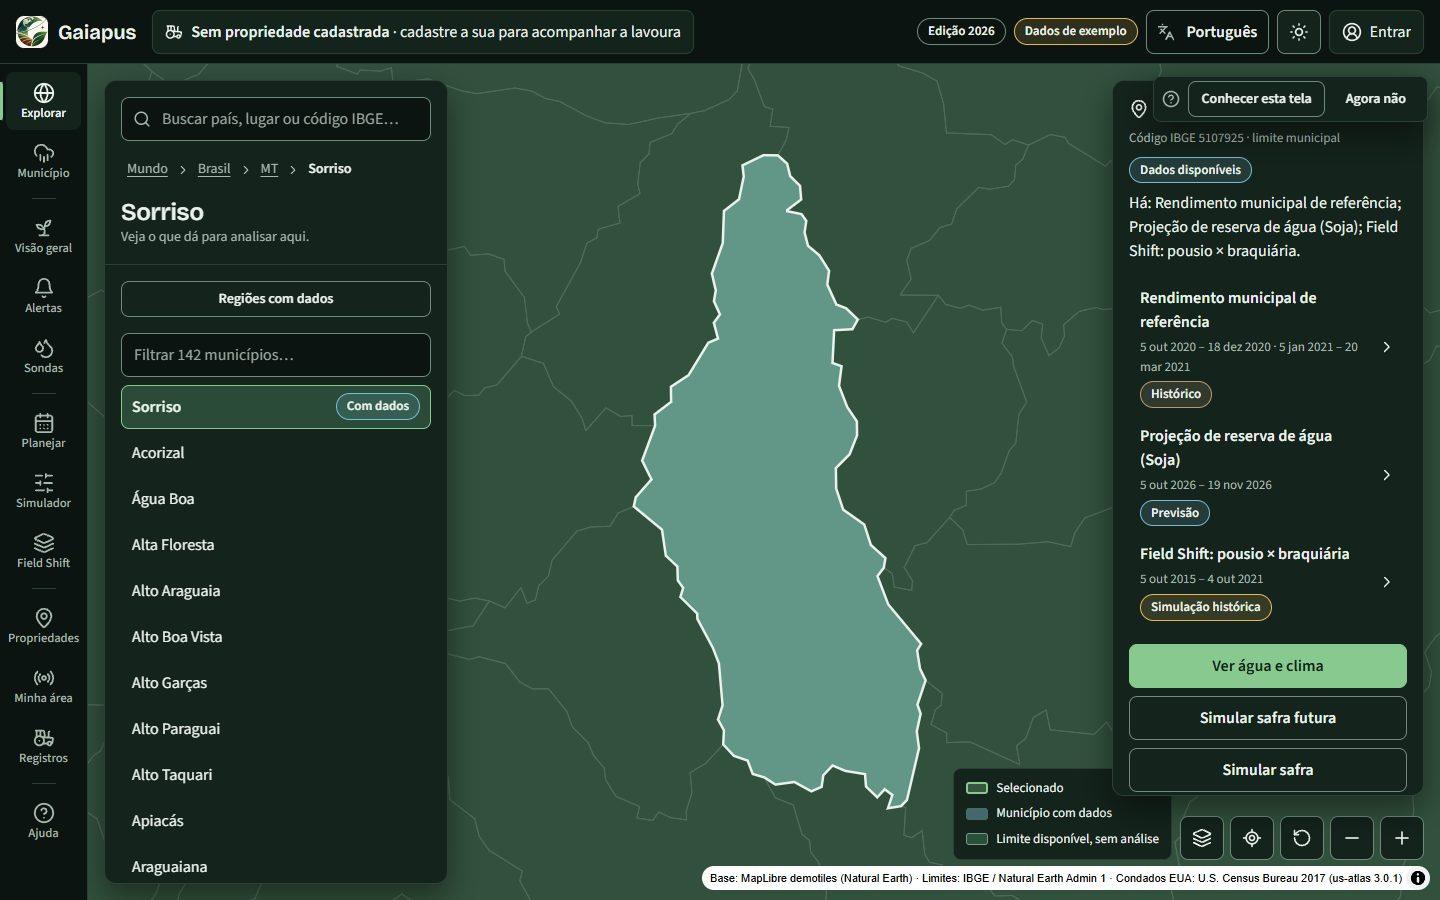 Gaiapus
Sem propriedade cadastrada · cadastre a sua para acompanhar a lavoura
Edição 2026
Dados de exemplo
Português
Entrar
Explorar
Município
Visão geral
Alertas
Sondas
Planejar
Simulador
Field Shift
Propriedades
Minha área
Registros
Ajuda
Buscar país, lugar ou código IBGE...
Mundo > Brasil > MT > Sorriso
Sorriso
Veja o que dá para analisar aqui.
Regiões com dados
Filtrar 142 municípios...
Sorriso
Com dados
Acorizal
Água Boa
Alta Floresta
Alto Araguaia
Alto Boa Vista
Alto Garças
Alto Paraguai
Alto Taquari
Apiacás
Araguaiana
Conhecer esta tela
Agora não
Código IBGE 5107925 · limite municipal
Dados disponíveis
Há: Rendimento municipal de referência;
Projeção de reserva de água (Soja); Field
Shift: pousio × braquiária.
Rendimento municipal de
referência
5 out 2020 – 18 dez 2020 · 5 jan 2021 – 20
mar 2021
Histórico
Projeção de reserva de água
(Soja)
5 out 2026 – 19 nov 2026
Previsão
Field Shift: pousio × braquiária
5 out 2015 – 4 out 2021
Simulação histórica
Ver água e clima
Simular safra futura
Simular safra
Selecionado
Município com dados
Limite disponível, sem análise
Base: MapLibre demotiles (Natural Earth) · Limites: IBGE / Natural Earth Admin 1 · Condados EUA: U.S. Census Bureau 2017 (us-atlas 3.0.1)